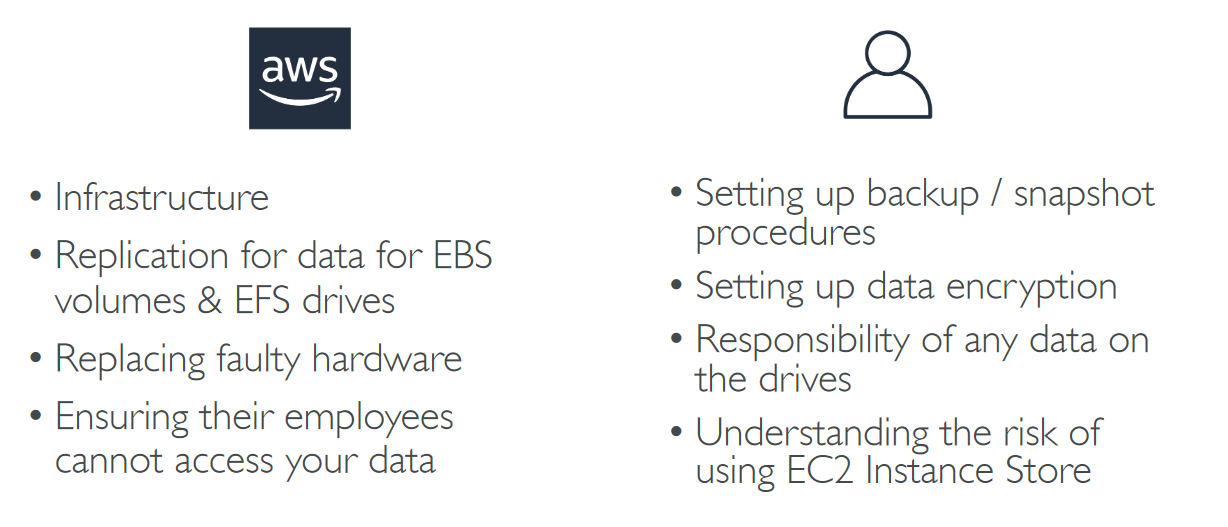 aws
• Infrastructure
• Replication for data for EBS
volumes & EFS drives
• Replacing faulty hardware
• Ensuring their employees
cannot access your data
• Setting up backup / snapshot
procedures
• Setting up data encryption
• Responsibility of any data on
the drives
• Understanding the risk of
using EC2 Instance Store